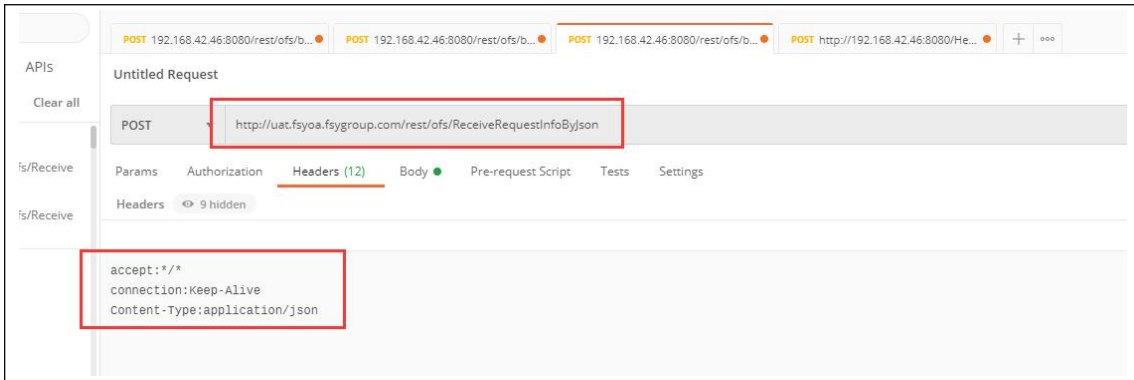 POST 192.168.42.46:8080/rest/ofs/b... POST 192.168.42.46:8080/rest/ofs/b... POST 192.168.42.46:8080/rest/ofs/b... POST http://192.168.42.46:8080/He... + ooo
APIs
Untitled Request
Clear all
POST http://uat.fsyoa.fsygroup.com/rest/ofs/ReceiveRequestInfoByJson
fs/Receive
Params Authorization Headers (12) Body Pre-request Script Tests Settings
Headers 9 hidden
fs/Receive
accept:*/*
connection:Keep-Alive
Content-Type:application/json